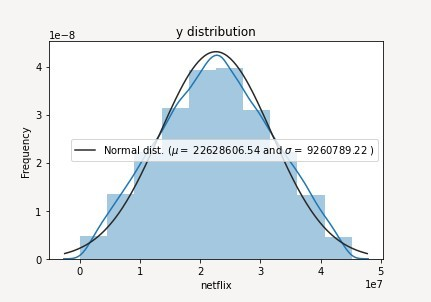 y distribution
1e−8
4
3
2
1
0
Frequency
Normal dist. (μ = 22628606.54 and σ = 9260789.22 )
0 1 2 3 4 5
1e7
netflix